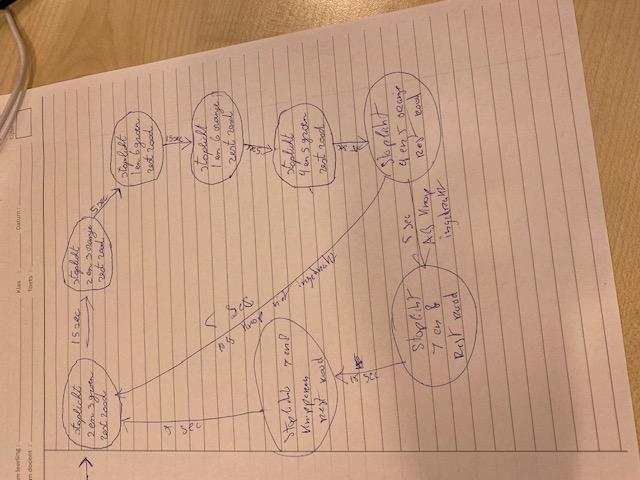 m leerling :
Klas :
Datum :
m docent :
Toets :
Stoplicht
2 en 3 groen
rest rood
15 sec
stoplicht
2 en 3 oranje
rest rood
5 sec
stoplicht
1 en 6 groen
rest rood
15 sec
stoplicht
1 en 6 oranje
rest rood
5 sec
stoplicht
4 en 5 groen
rest rood
15 sec
Stoplicht
4 en 5 oranje
Rest rood
5 sec
Als Knop
ingedrukt
Stoplicht
7 en 8
Rest rood
15 sec
Stoplicht 7 en 8
Knipperen
Rest rood
5 sec
5 sec
Als Knop niet ingedrukt